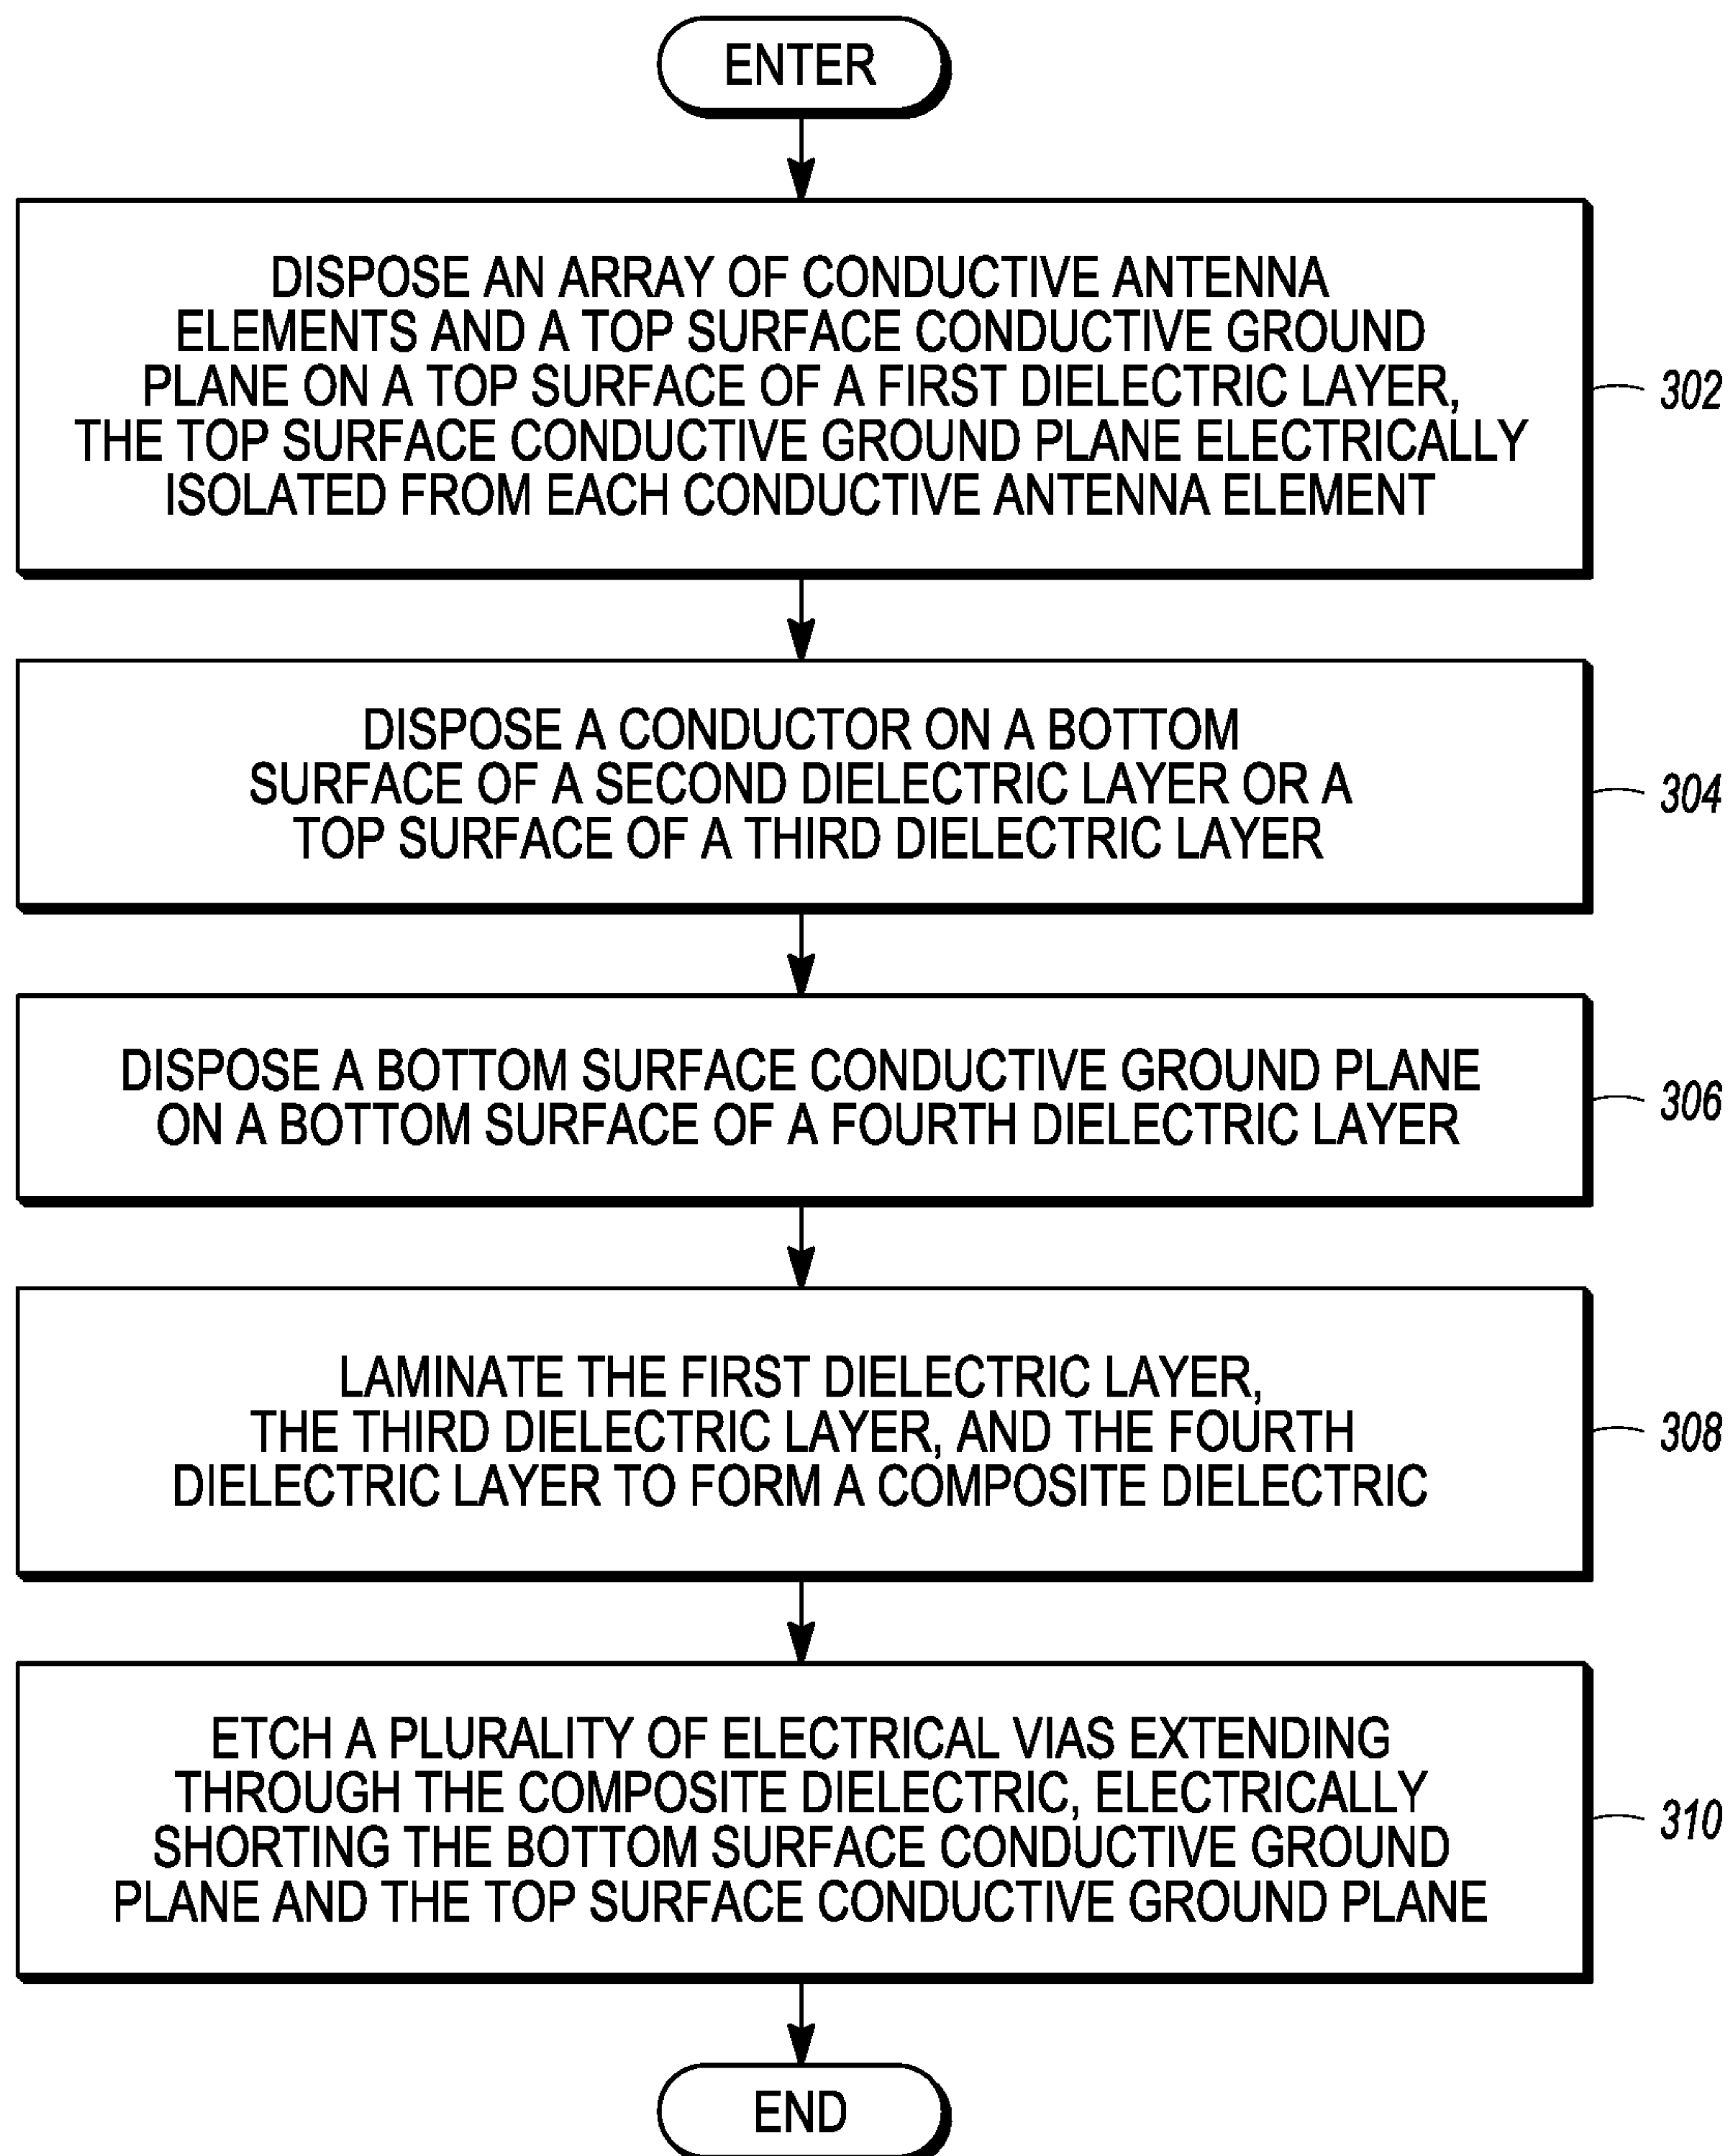 ENTER
DISPOSE AN ARRAY OF CONDUCTIVE ANTENNA
ELEMENTS AND A TOP SURFACE CONDUCTIVE GROUND
PLANE ON A TOP SURFACE OF A FIRST DIELECTRIC LAYER,
THE TOP SURFACE CONDUCTIVE GROUND PLANE ELECTRICALLY
ISOLATED FROM EACH CONDUCTIVE ANTENNA ELEMENT
302
DISPOSE A CONDUCTOR ON A BOTTOM
SURFACE OF A SECOND DIELECTRIC LAYER OR A
TOP SURFACE OF A THIRD DIELECTRIC LAYER
304
DISPOSE A BOTTOM SURFACE CONDUCTIVE GROUND PLANE
ON A BOTTOM SURFACE OF A FOURTH DIELECTRIC LAYER
306
LAMINATE THE FIRST DIELECTRIC LAYER,
THE THIRD DIELECTRIC LAYER, AND THE FOURTH
DIELECTRIC LAYER TO FORM A COMPOSITE DIELECTRIC
308
ETCH A PLURALITY OF ELECTRICAL VIAS EXTENDING
THROUGH THE COMPOSITE DIELECTRIC, ELECTRICALLY
SHORTING THE BOTTOM SURFACE CONDUCTIVE GROUND
PLANE AND THE TOP SURFACE CONDUCTIVE GROUND PLANE
310
END